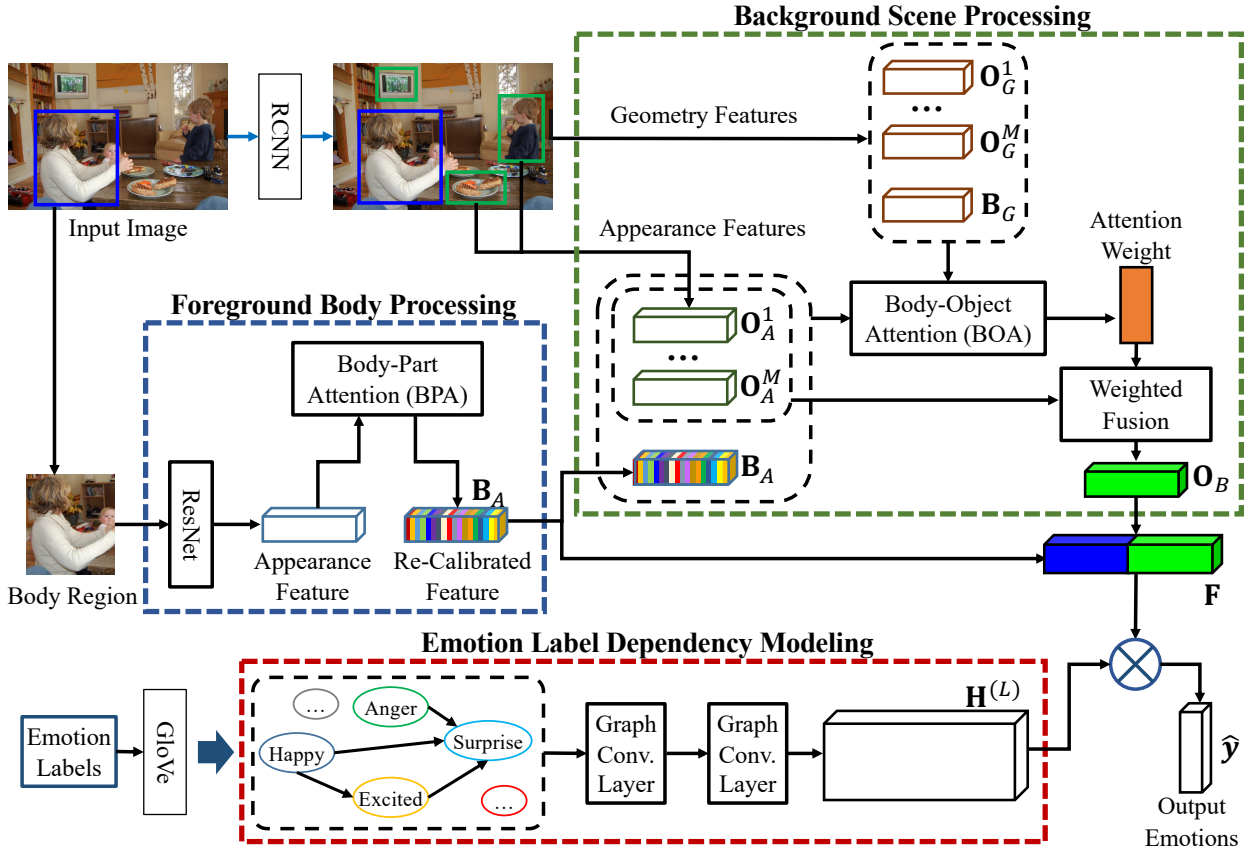 Background Scene Processing
RCNN
Input Image
Geometry Features
Appearance Features
O_G^1
...
O_G^M
B_G
Attention
Weight
Body-Object
Attention (BOA)
O_A^1
...
O_A^M
B_A
Weighted
Fusion
O_B
F
Foreground Body Processing
Body-Part
Attention (BPA)
ResNet
B_A
Appearance
Feature
Re-Calibrated
Feature
Body Region
Emotion Label Dependency Modeling
Emotion
Labels
GloVe
...
Anger
Happy
Surprise
Excited
...
Graph
Conv.
Layer
Graph
Conv.
Layer
H^(L)
ŷ
Output
Emotions